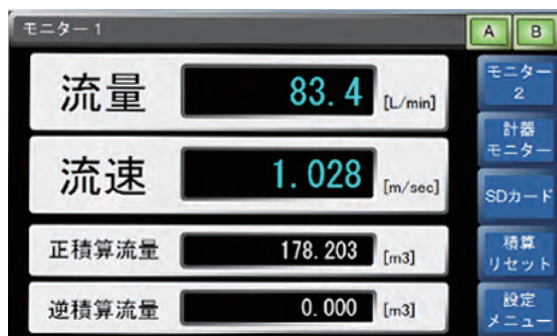 モニター1
A B
流量 83.4 [L/min]
流速 1.028 [m/sec]
正積算流量 178.203 [m3]
逆積算流量 0.000 [m3]
モニター
2
計器
モニター
SDカード
積算
リセット
設定
メニュー